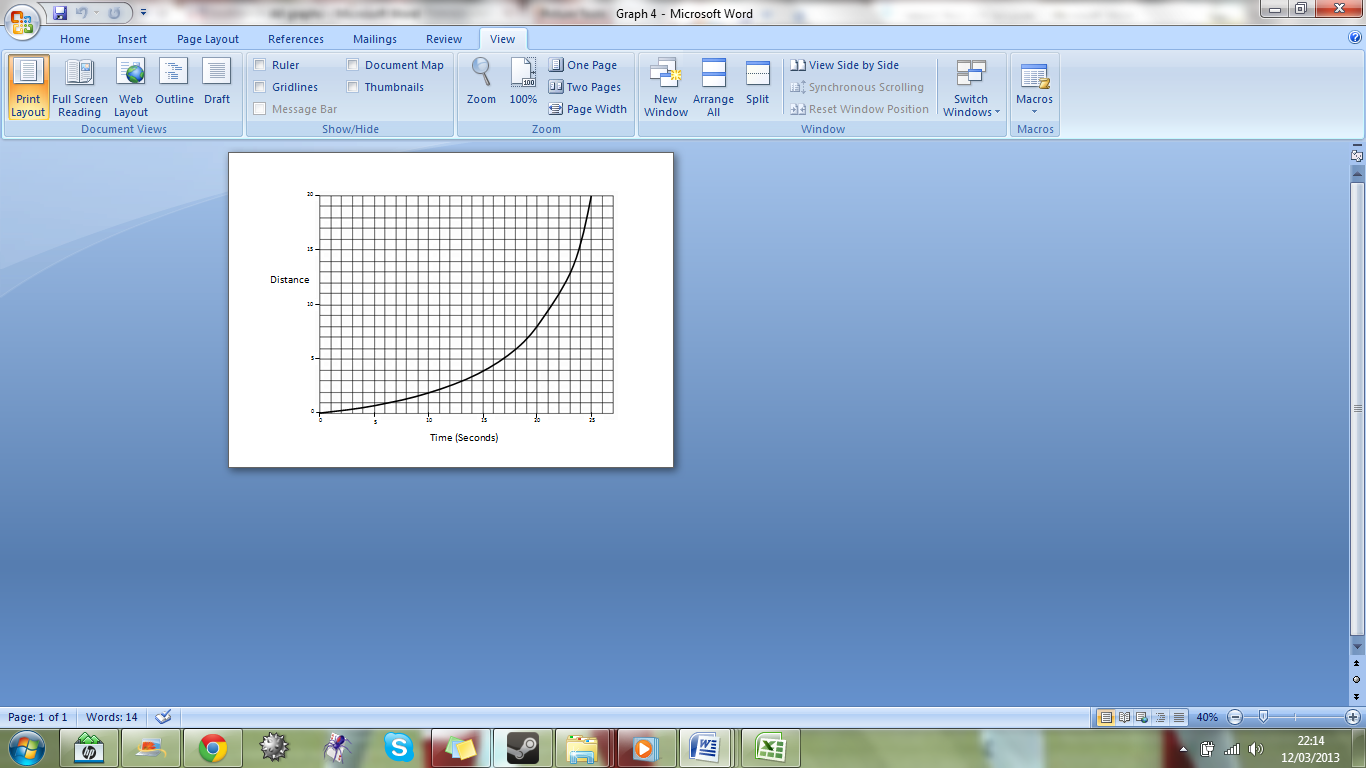 Graph 4 - Microsoft Word
Home Insert Page Layout References Mailings Review View
Ruler Document Map One Page View Side by Side
Gridlines Thumbnails Two Pages Synchronous Scrolling
Message Bar Page Width Reset Window Position
Print Layout Full Screen Reading Web Layout Outline Draft Zoom 100% New Window Arrange All Split Switch Windows Macros
Document Views Show/Hide Zoom Window Macros
20
15
Distance
10
5
0
0 5 10 15 20 25
Time (Seconds)
Page: 1 of 1 Words: 14 40%
22:14
12/03/2013